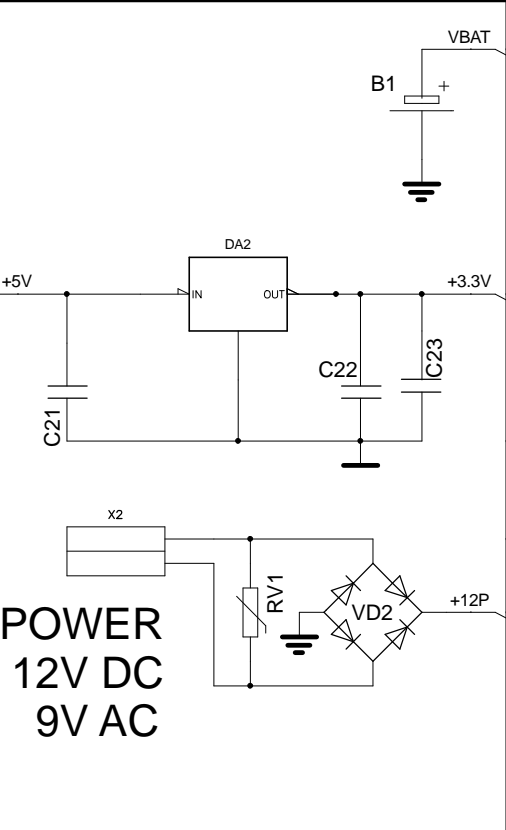 VBAT
B1
+
DA2
+5V
IN
OUT
+3.3V
C21
C22
C23
X2
RV1
VD2
+12P
POWER
12V DC
9V AC